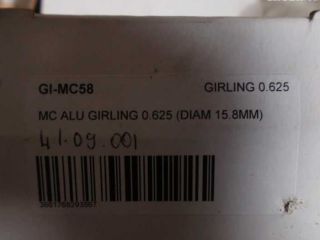 GI-MC58 GIRLING 0.625
MC ALU GIRLING 0.625 (DIAM 15.8MM)
41.09.001